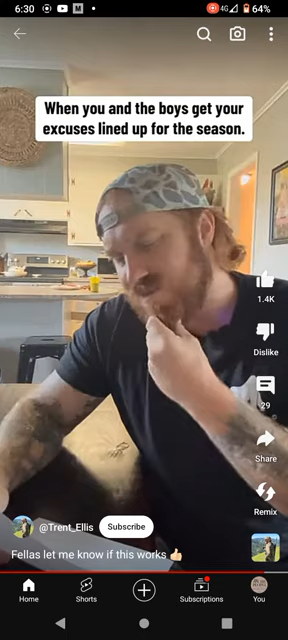 6:30
M
4G
64%
When you and the boys get your
excuses lined up for the season.
1.4K
Dislike
29
Share
Remix
@Trent_Ellis
Subscribe
Fellas let me know if this works 👍🏻
Home
Shorts
Subscriptions
You